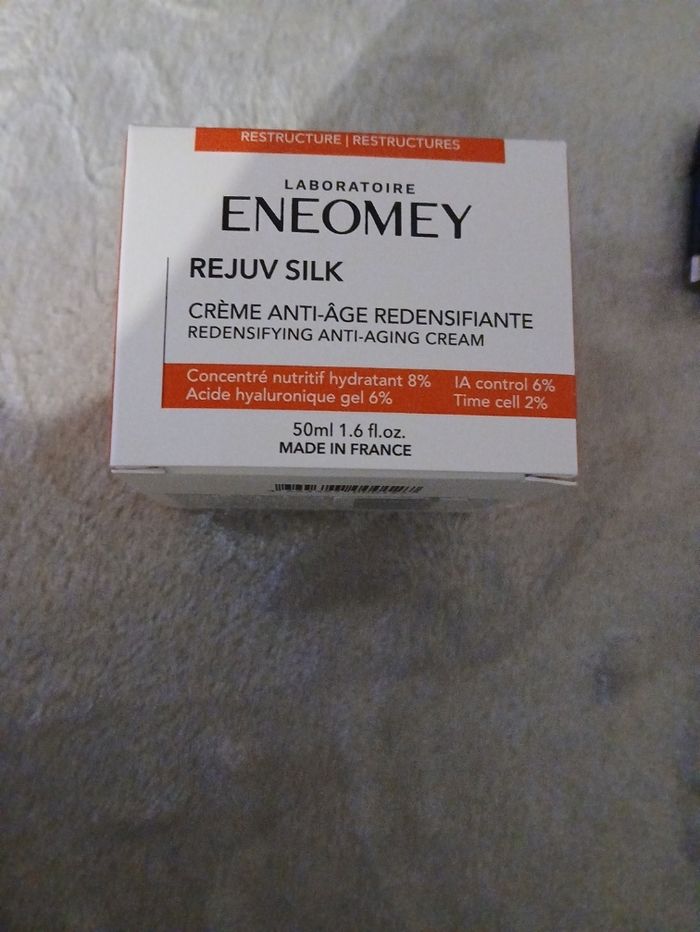 RESTRUCTURE | RESTRUCTURES
LABORATOIRE
ENEOMEY
REJUV SILK
CRÈME ANTI-ÂGE REDENSIFIANTE
REDENSIFYING ANTI-AGING CREAM
Concentré nutritif hydratant 8% IA control 6%
Acide hyaluronique gel 6% Time cell 2%
50ml 1.6 fl.oz.
MADE IN FRANCE